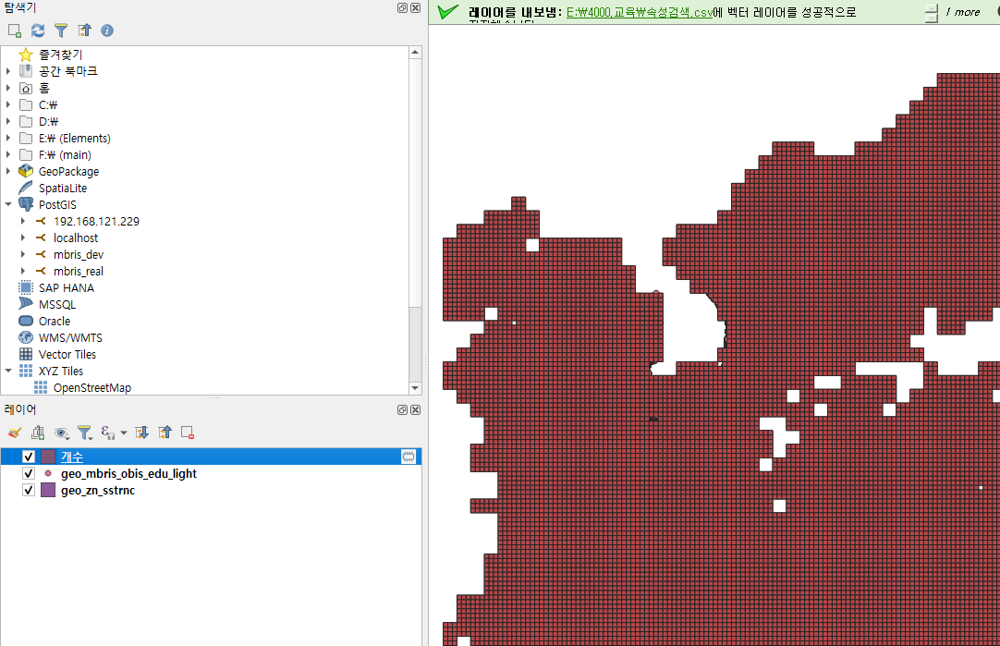 탐색기
즐겨찾기
공간 북마크
홈
C:₩
D:₩
E:₩ (Elements)
F:₩ (main)
GeoPackage
SpatiaLite
PostGIS
192.168.121.229
localhost
mbris_dev
mbris_real
SAP HANA
MSSQL
Oracle
WMS/WMTS
Vector Tiles
XYZ Tiles
OpenStreetMap
레이어
개수
geo_mbris_obis_edu_light
geo_zn_sstrnc
레이어를 내보냄: E:₩4000.교육₩속성검색.csv에 벡터 레이어를 성공적으로
1 more